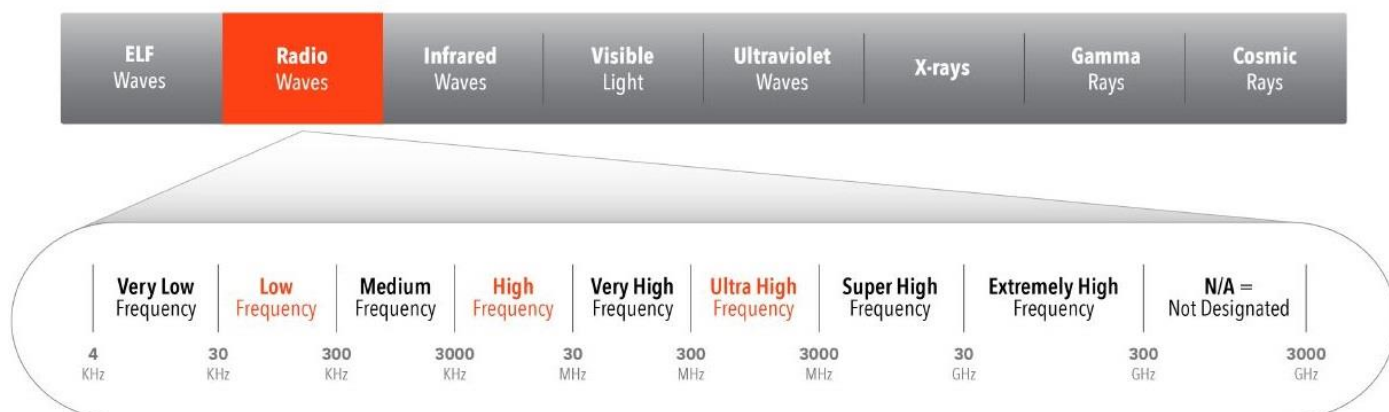 ELF
Waves
Radio
Waves
Infrared
Waves
Visible
Light
Ultraviolet
Waves
X-rays
Gamma
Rays
Cosmic
Rays
Very Low
Frequency
Low
Frequency
Medium
Frequency
High
Frequency
Very High
Frequency
Ultra High
Frequency
Super High
Frequency
Extremely High
Frequency
N/A =
Not Designated
4
KHz
30
KHz
300
KHz
3000
KHz
30
MHz
300
MHz
3000
MHz
30
GHz
300
GHz
3000
GHz